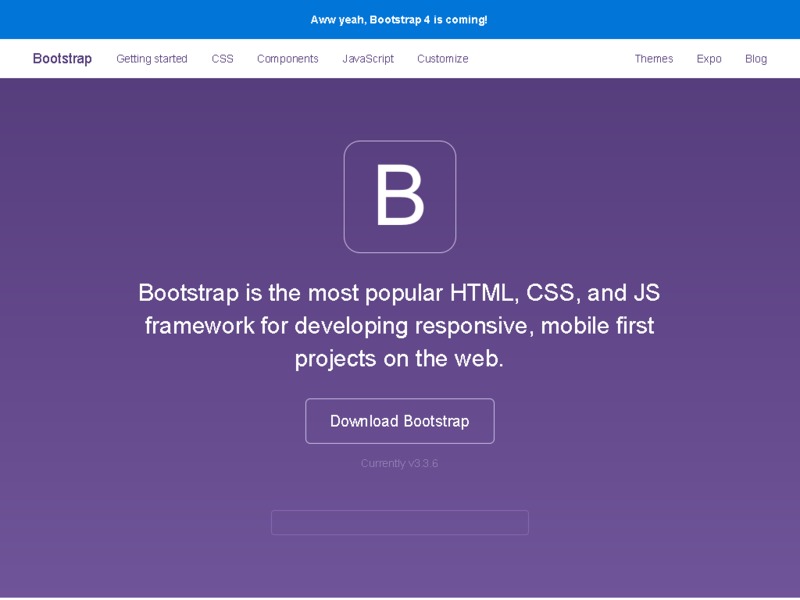 Aww yeah, Bootstrap 4 is coming!
Bootstrap Getting started CSS Components JavaScript Customize Themes Expo Blog
B
Bootstrap is the most popular HTML, CSS, and JS
framework for developing responsive, mobile first
projects on the web.
Download Bootstrap
Currently v3.3.6